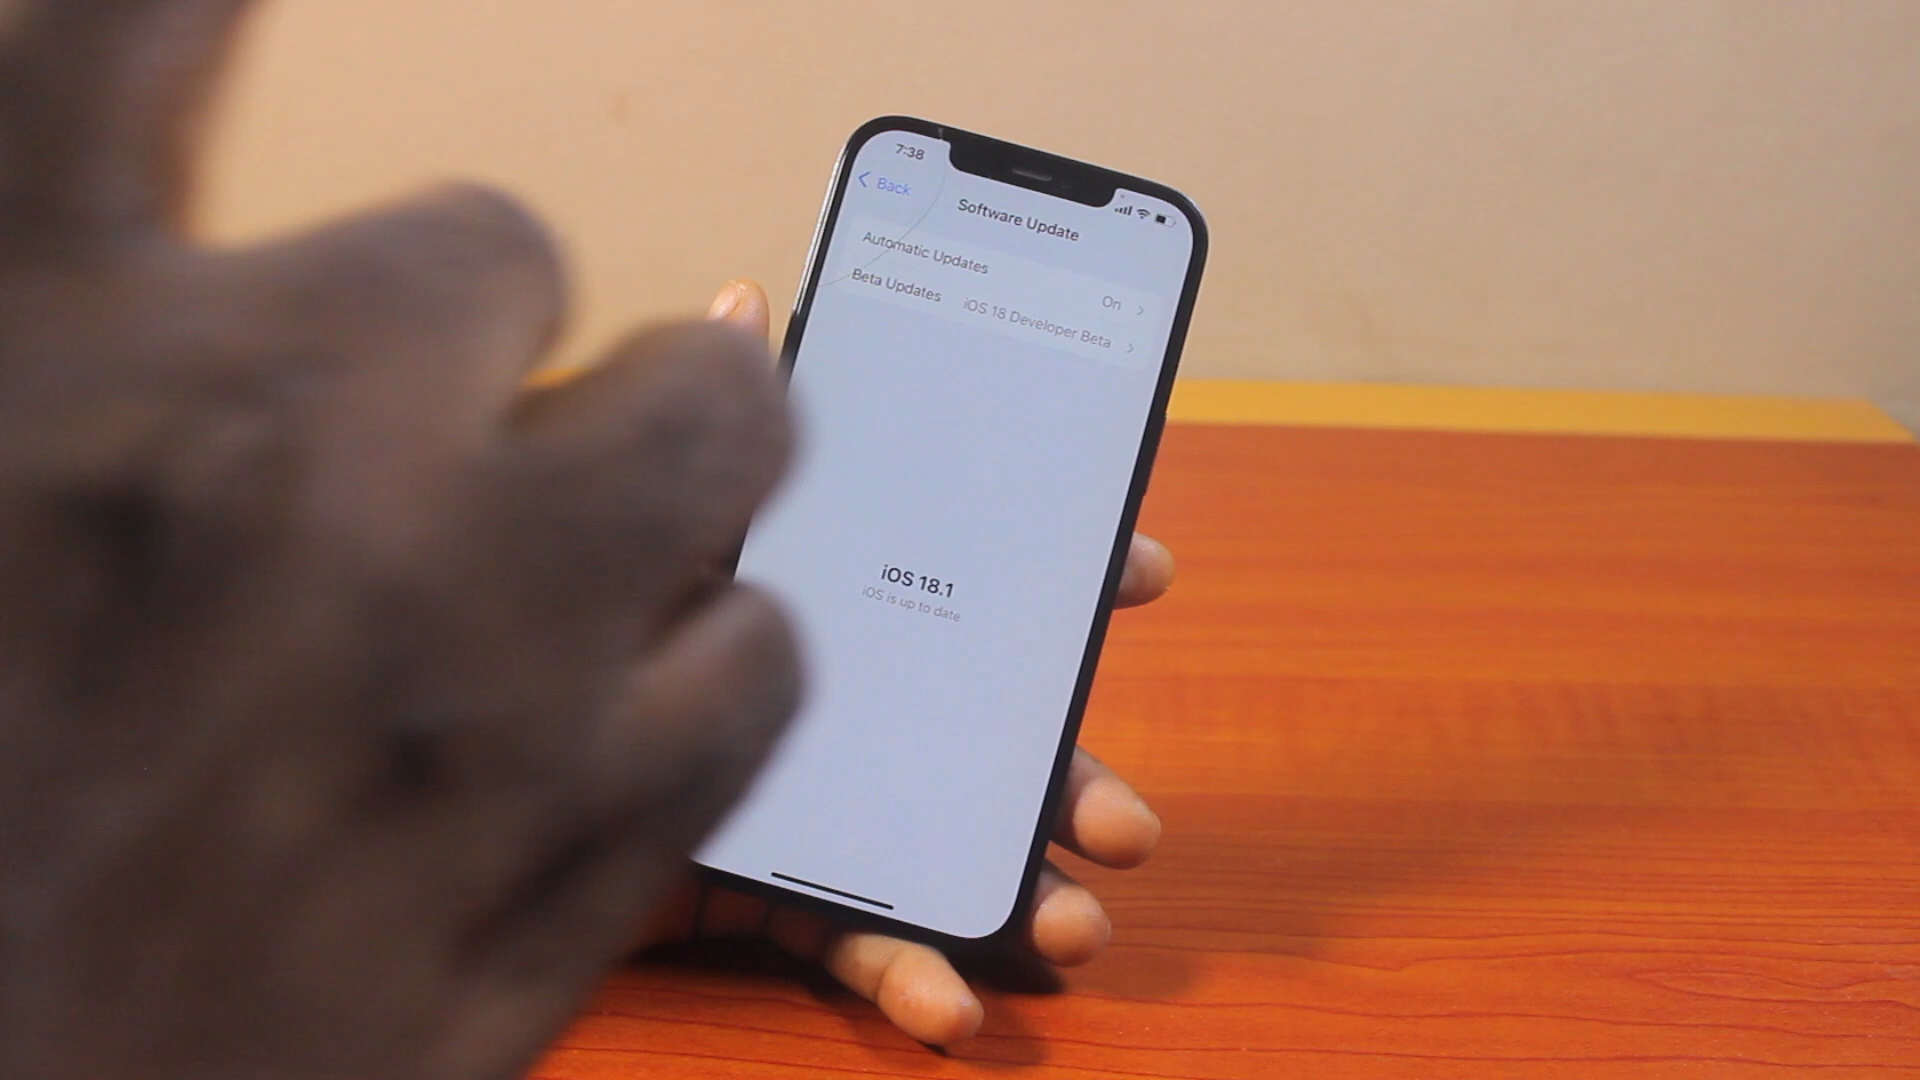 7:38
Back
Software Update
Automatic Updates On
Beta Updates iOS 18 Developer Beta
iOS 18.1
iOS is up to date